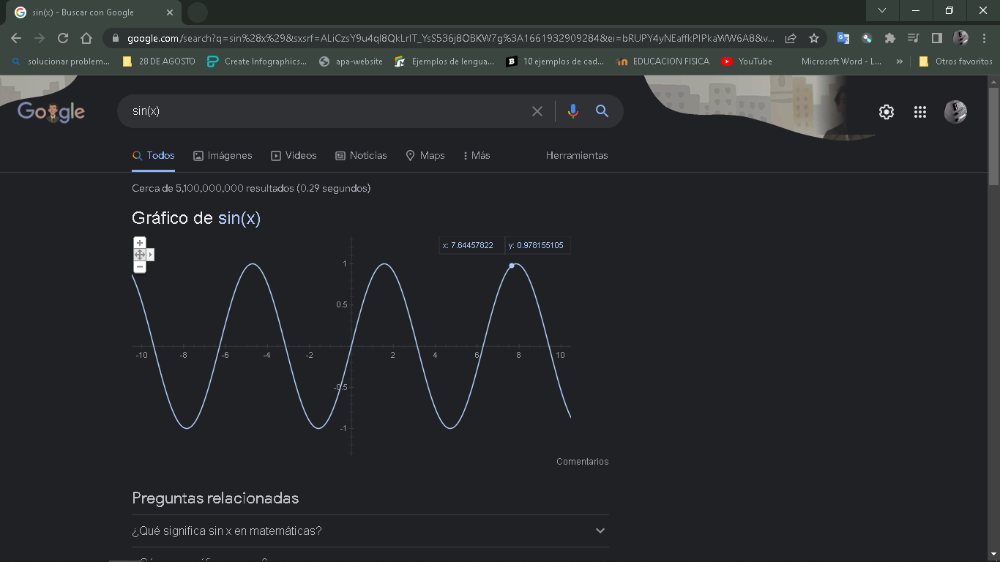 sin(x) - Buscar con Google
google.com/search?q=sin%28x%29&sxsrf=ALiCzsY9u4ql8QkLrIT_YsS536j8OBKW7g%3A1661932909284&ei=bRUPY4yNEaffkPIPkaWW6A8&v...
solucionar problem... 28 DE AGOSTO Create Infographics... apa-website Ejemplos de lengua... 10 ejemplos de cad... EDUCACION FISICA YouTube Microsoft Word - L... » Otros favoritos
Google
sin(x)
Todos Imágenes Videos Noticias Maps Más Herramientas
Cerca de 5,100,000,000 resultados (0.29 segundos)
Gráfico de sin(x)
x: 7.64457822 y: 0.978155105
1
0.5
-10 -8 -6 -4 -2 2 4 6 8 10
-0.5
-1
Comentarios
Preguntas relacionadas
¿Qué significa sin x en matemáticas?